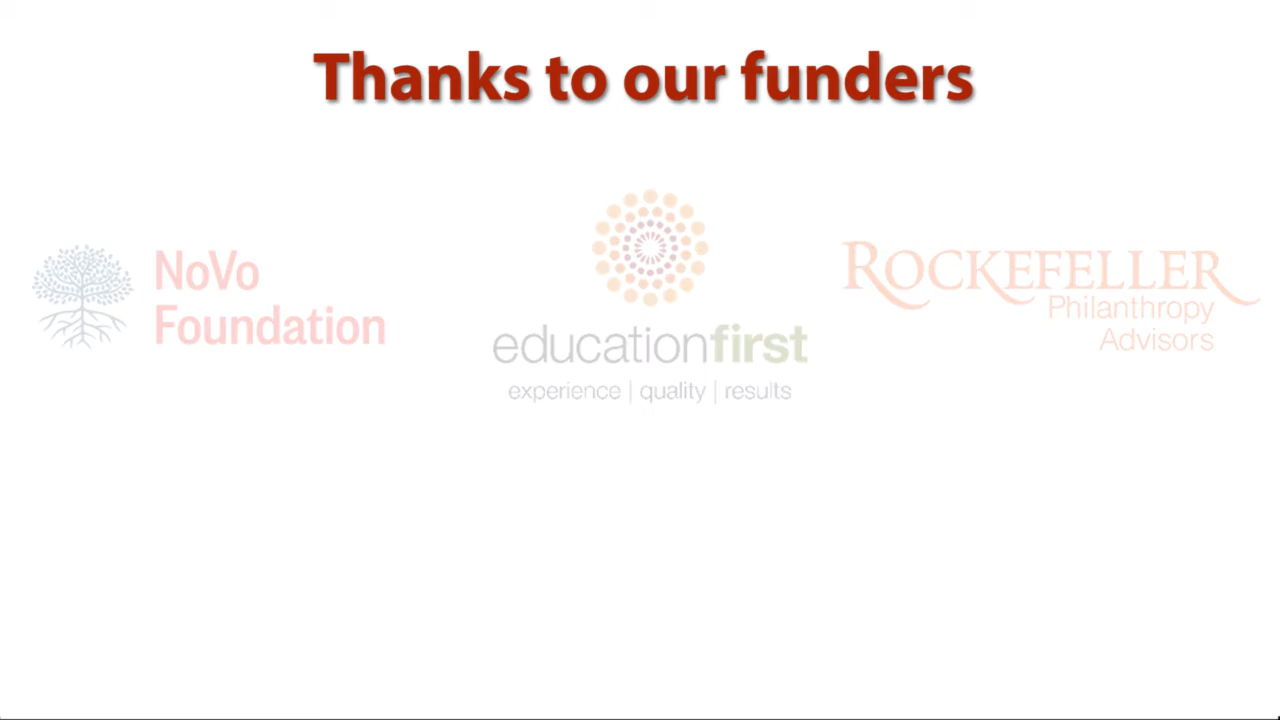 Thanks to our funders
NoVo
Foundation
educationfirst
experience | quality | results
ROCKEFELLER
Philanthropy
Advisors